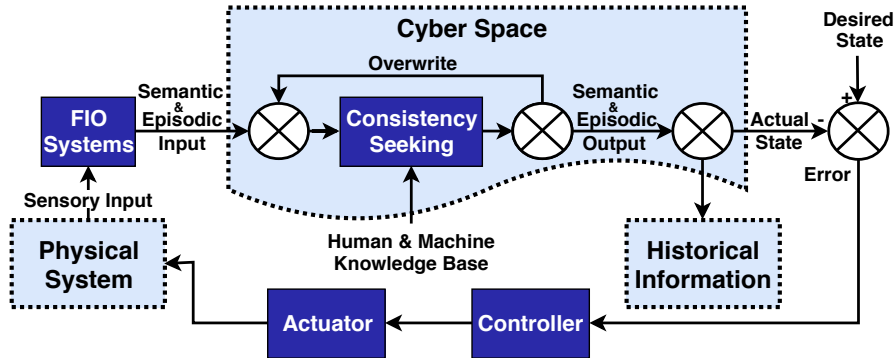 Cyber Space
Desired
State
Overwrite
Semantic
&
Episodic
Input
Semantic
&
Episodic
Output
FIO
Systems
Consistency
Seeking
+
-
Actual
State
Error
Sensory Input
Physical
System
Human & Machine
Knowledge Base
Historical
Information
Actuator
Controller